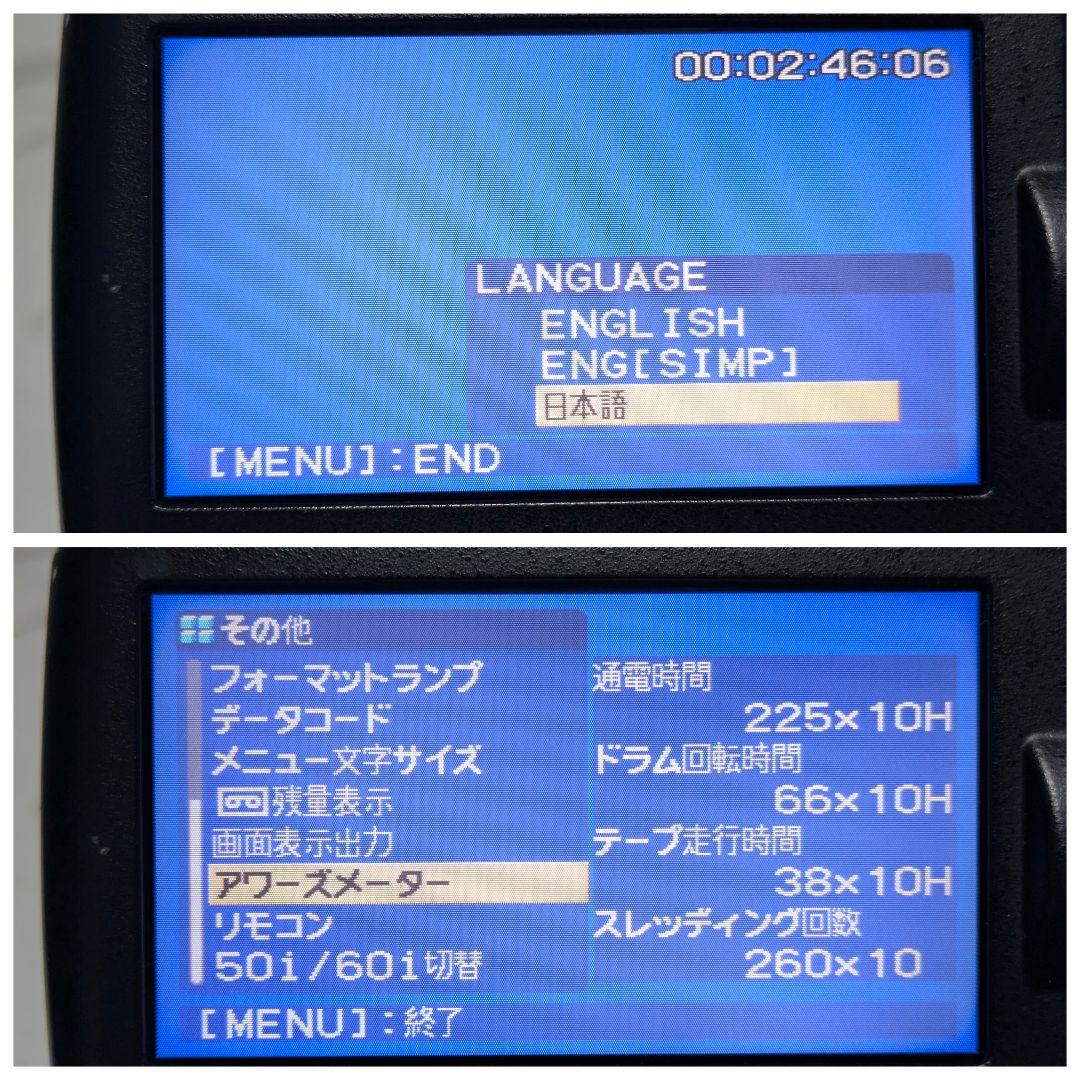 00:02:46:06
LANGUAGE
ENGLISH
ENG[SIMP]
日本語
[MENU]:END
その他
フォーマットランプ
データコード
メニュー文字サイズ
残量表示
画面表示出力
アワーズメーター
リモコン
50i/60i切替
通電時間
225×10H
ドラム回転時間
66×10H
テープ走行時間
38×10H
スレッディング回数
260×10
[MENU]:終了